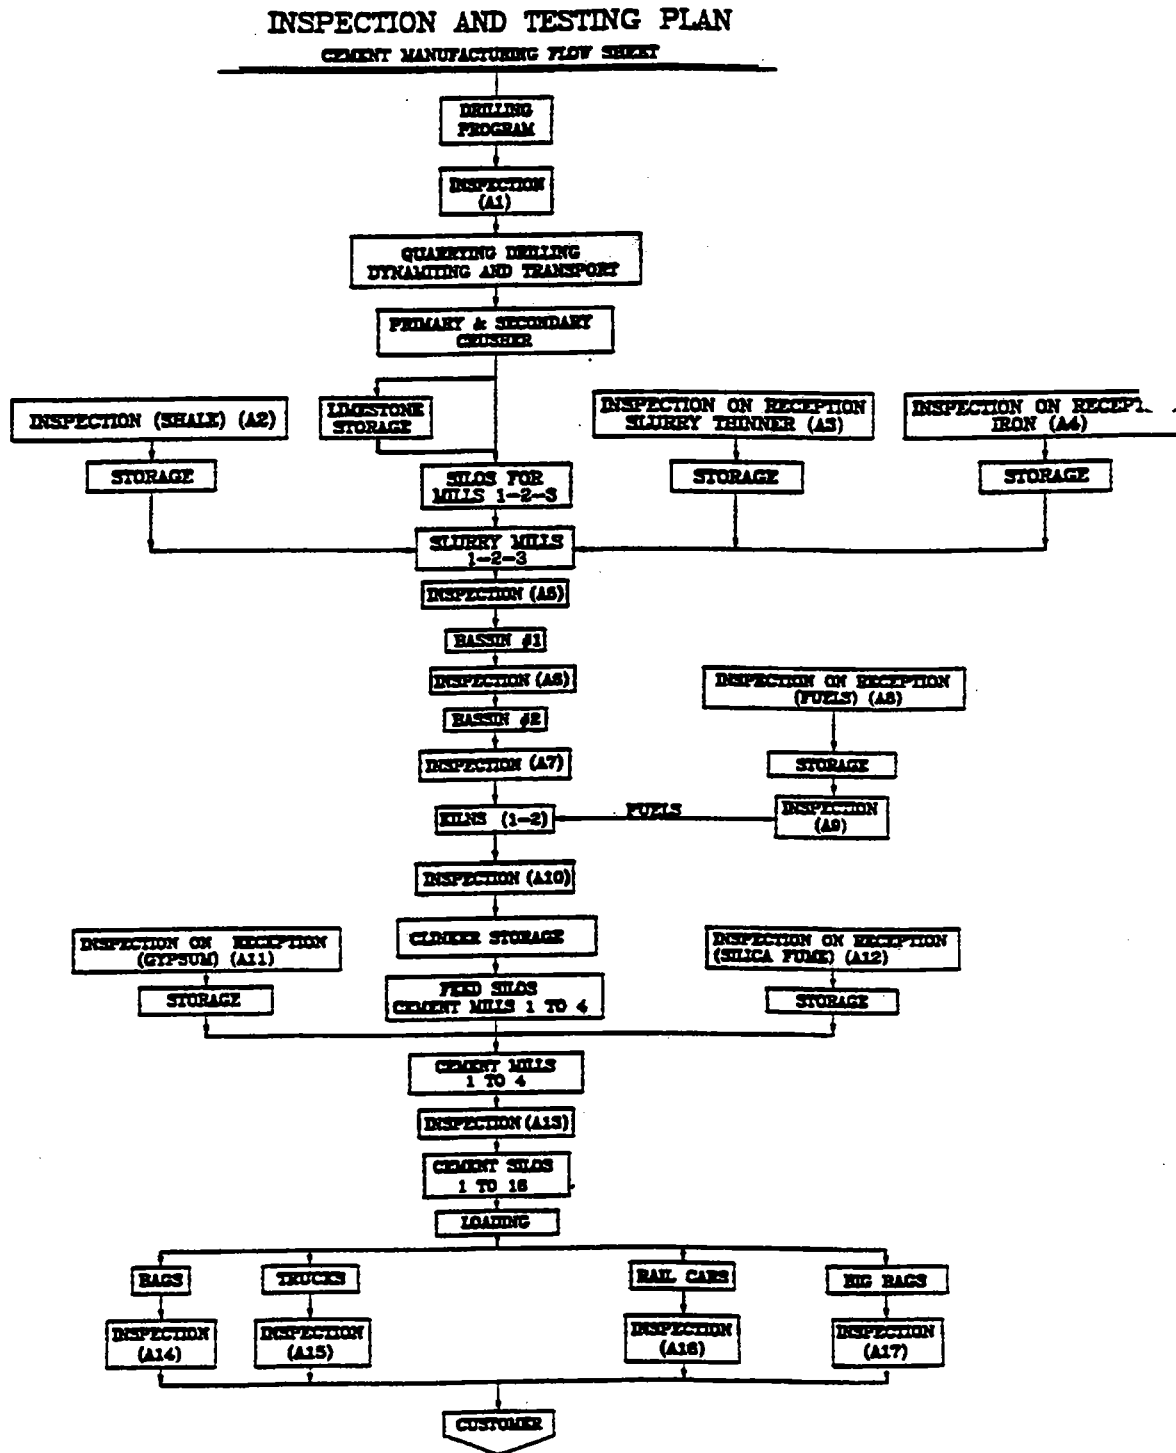 INSPECTION AND TESTING PLAN
CEMENT MANUFACTURING FLOW SHEET
DRILLING
PROGRAM
INSPECTION
(A1)
QUARRYING DRILLING
DYNAMITING AND TRANSPORT
PRIMARY & SECONDARY
CRUSHER
INSPECTION (SHALE) (A2)
STORAGE
LIMESTONE
STORAGE
INSPECTION ON RECEPTION
SLURRY THINNER (A3)
STORAGE
INSPECTION ON RECEPT
IRON (A4)
STORAGE
SILOS FOR
MILLS 1-2-3
SLURRY MILLS
1-2-3
INSPECTION (A5)
BASSIN #1
INSPECTION (A6)
BASSIN #2
INSPECTION (A7)
INSPECTION ON RECEPTION
(FUELS) (A8)
STORAGE
INSPECTION
(A9)
FUELS
KILNS (1-2)
INSPECTION (A10)
CLINKER STORAGE
INSPECTION ON RECEPTION
(GYPSUM) (A11)
STORAGE
FEED SILOS
CEMENT MILLS 1 TO 4
INSPECTION ON RECEPTION
(SILICA FUME) (A12)
STORAGE
CEMENT MILLS
1 TO 4
INSPECTION (A13)
CEMENT SILOS
1 TO 16
LOADING
BAGS
TRUCKS
RAIL CARS
BIG BAGS
INSPECTION
(A14)
INSPECTION
(A15)
INSPECTION
(A16)
INSPECTION
(A17)
CUSTOMER